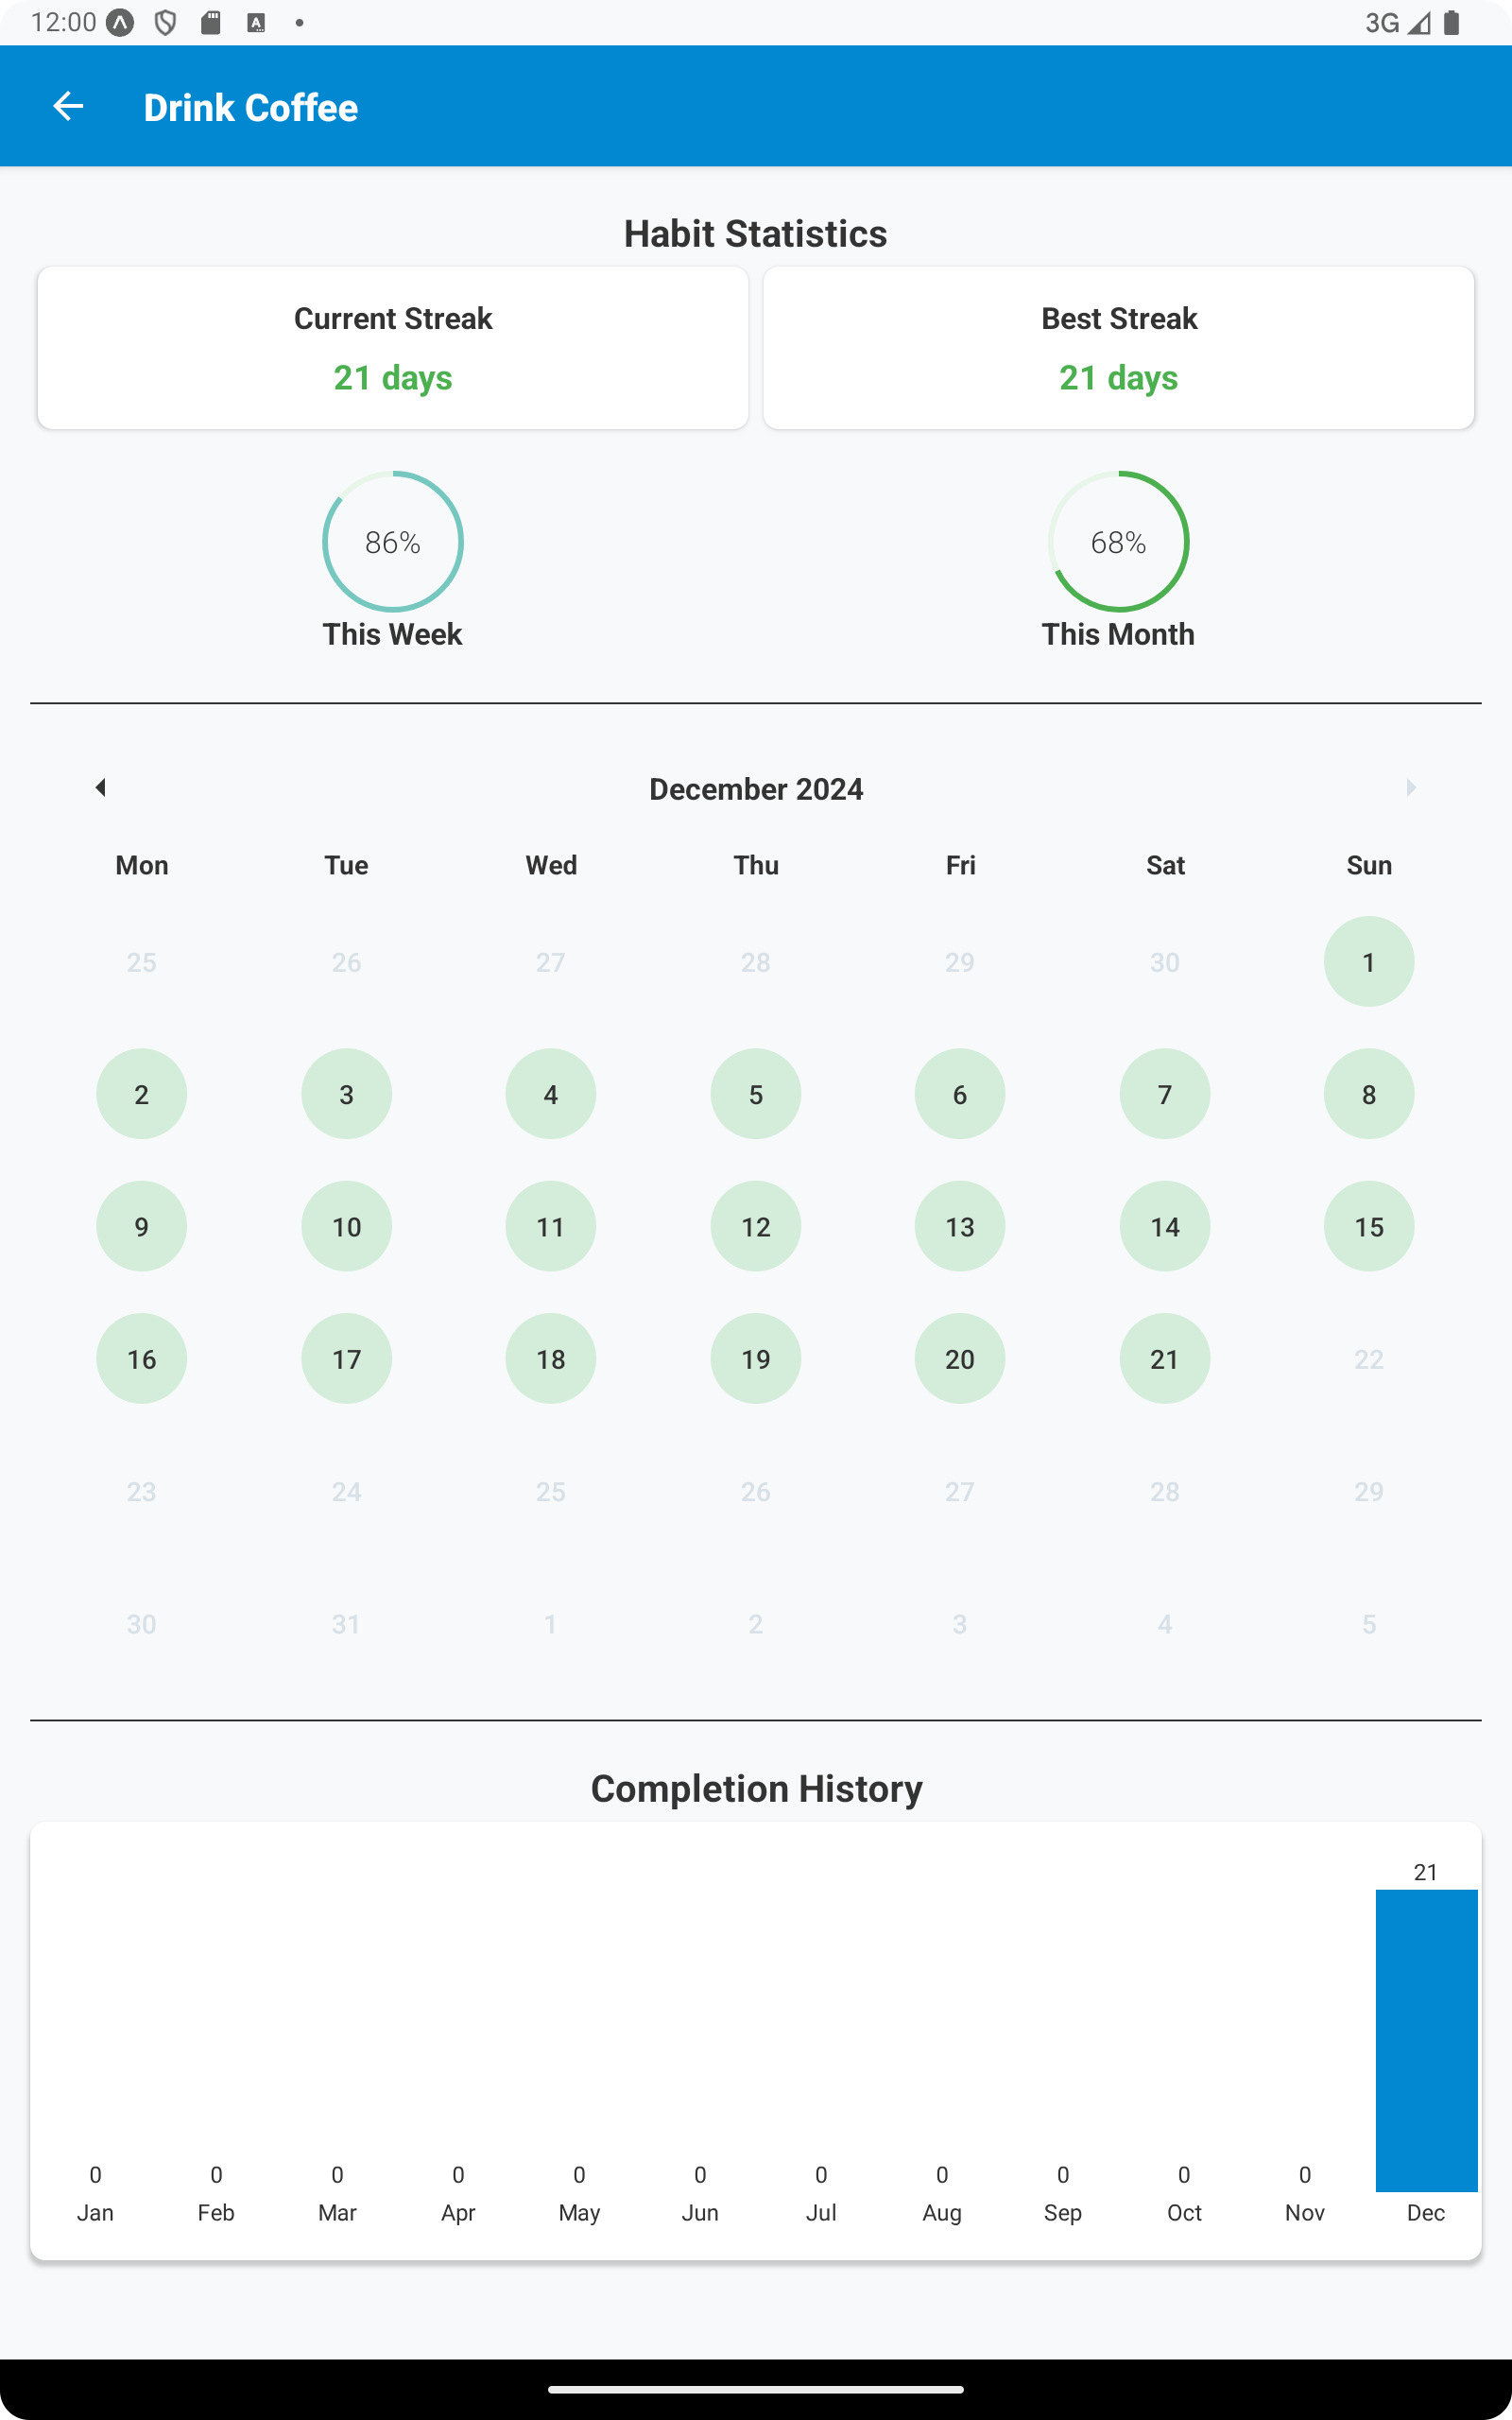 12:00 3G
Drink Coffee
Habit Statistics
Current Streak Best Streak
21 days 21 days
86% 68%
This Week This Month
December 2024
Mon Tue Wed Thu Fri Sat Sun
25 26 27 28 29 30 1
2 3 4 5 6 7 8
9 10 11 12 13 14 15
16 17 18 19 20 21 22
23 24 25 26 27 28 29
30 31 1 2 3 4 5
Completion History
21
0 0 0 0 0 0 0 0 0 0 0
Jan Feb Mar Apr May Jun Jul Aug Sep Oct Nov Dec